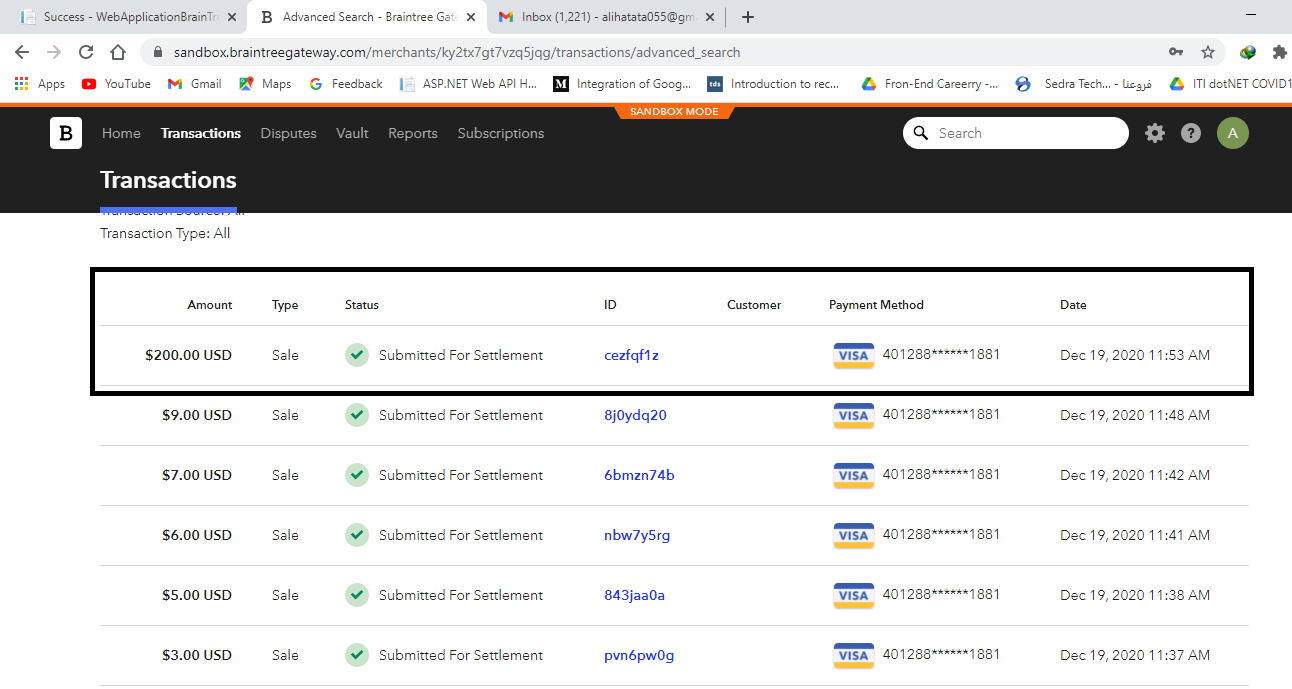 Success - WebApplicationBrainTr
Advanced Search - Braintree Gate
Inbox (1,221) - alihatata055@gm
sandbox.braintreegateway.com/merchants/ky2tx7gt7vzq5jqg/transactions/advanced_search
Apps YouTube Gmail Maps Feedback ASP.NET Web API H... Integration of Goog... Introduction to rec... Fron-End Careerry -... Sedra Tech... - فروعنا ITI dotNET COVID1
SANDBOX MODE
B Home Transactions Disputes Vault Reports Subscriptions Search ? A
Transactions
Transaction Source: All
Transaction Type: All
Amount Type Status ID Customer Payment Method Date
$200.00 USD Sale Submitted For Settlement cezfqf1z VISA 401288******1881 Dec 19, 2020 11:53 AM
$9.00 USD Sale Submitted For Settlement 8j0ydq20 VISA 401288******1881 Dec 19, 2020 11:48 AM
$7.00 USD Sale Submitted For Settlement 6bmzn74b VISA 401288******1881 Dec 19, 2020 11:42 AM
$6.00 USD Sale Submitted For Settlement nbw7y5rg VISA 401288******1881 Dec 19, 2020 11:41 AM
$5.00 USD Sale Submitted For Settlement 843jaa0a VISA 401288******1881 Dec 19, 2020 11:38 AM
$3.00 USD Sale Submitted For Settlement pvn6pw0g VISA 401288******1881 Dec 19, 2020 11:37 AM